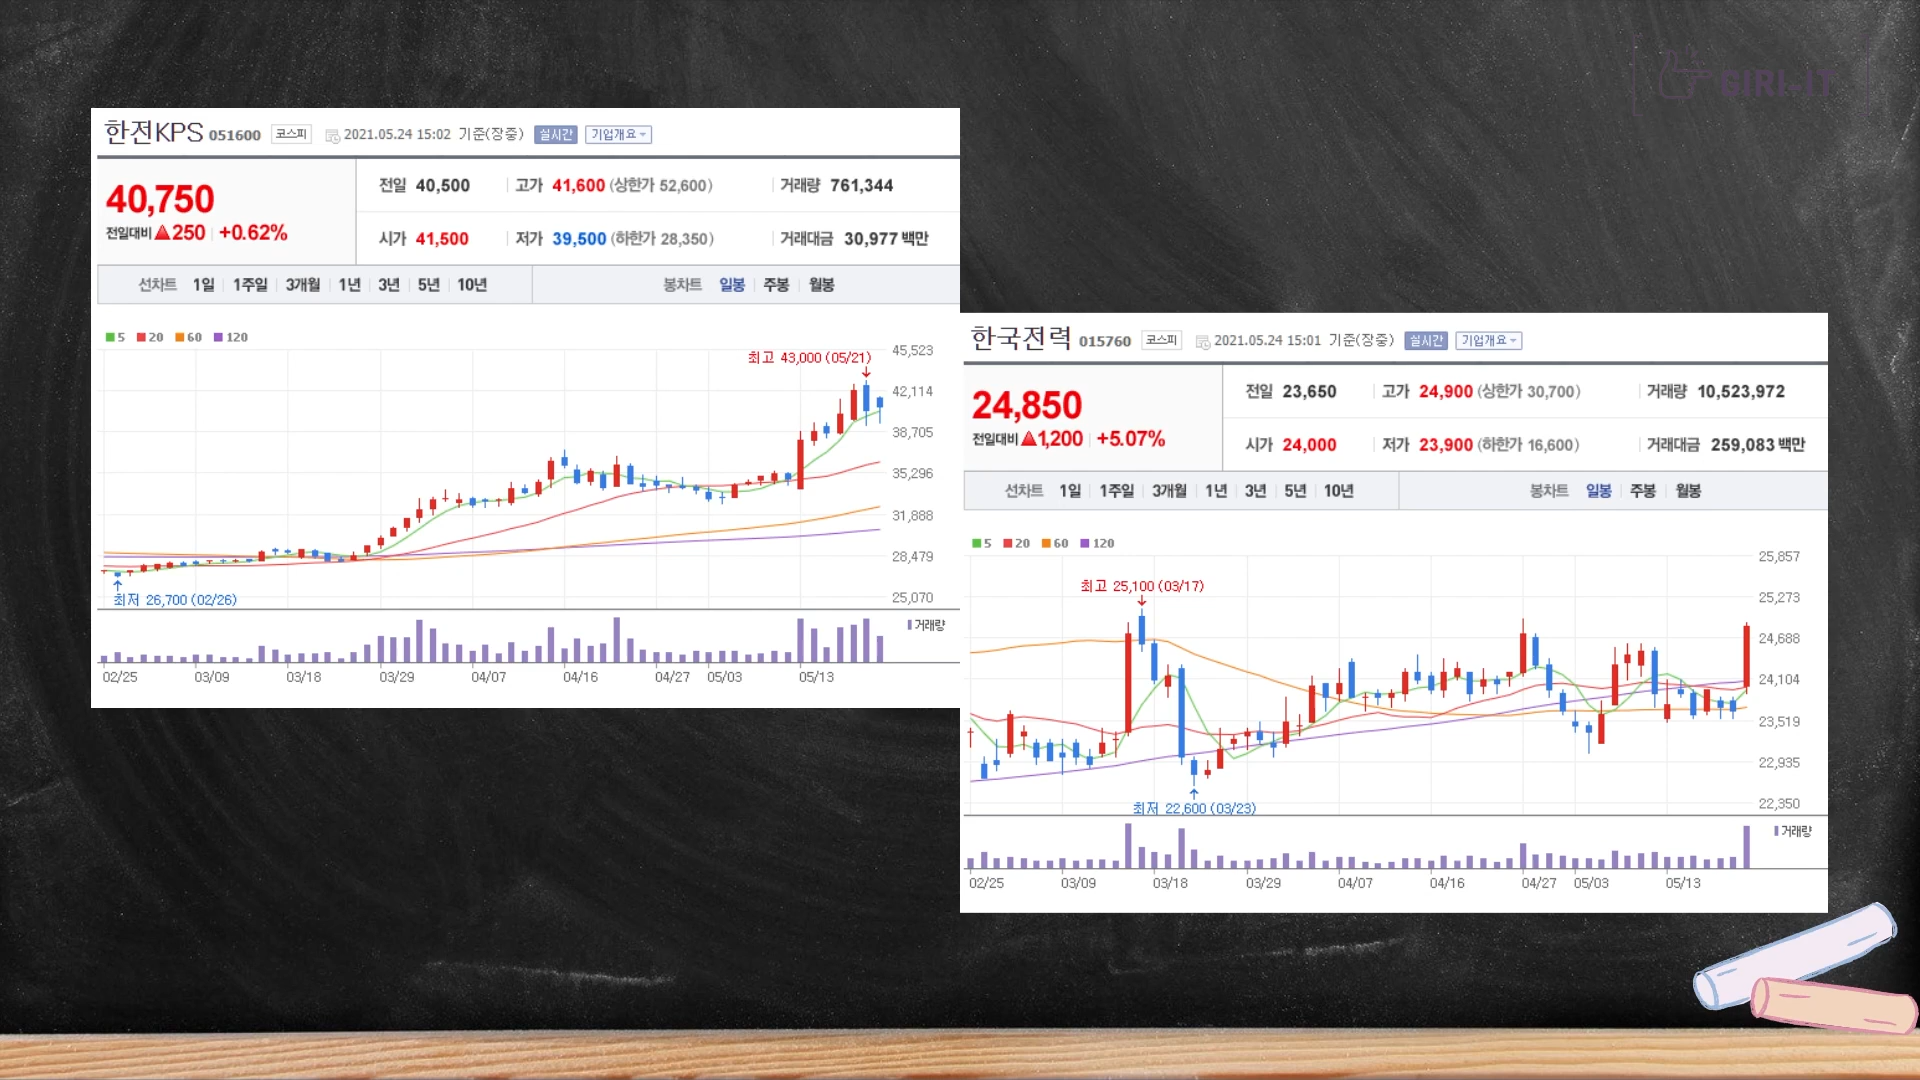 GIRI-IT
한전KPS 051600 코스피 2021.05.24 15:02 기준(장중) 실시간 기업개요
40,750
전일대비 ▲250 +0.62%
전일 40,500 고가 41,600 (상한가 52,600) 거래량 761,344
시가 41,500 저가 39,500 (하한가 28,350) 거래대금 30,977 백만
선차트 1일 1주일 3개월 1년 3년 5년 10년 봉차트 일봉 주봉 월봉
5 20 60 120
최고 43,000 (05/21)
45,523
42,114
38,705
35,296
31,888
28,479
25,070
최저 26,700 (02/26)
거래량
02/25 03/09 03/18 03/29 04/07 04/16 04/27 05/03 05/13
한국전력 015760 코스피 2021.05.24 15:01 기준(장중) 실시간 기업개요
24,850
전일대비 ▲1,200 +5.07%
전일 23,650 고가 24,900 (상한가 30,700) 거래량 10,523,972
시가 24,000 저가 23,900 (하한가 16,600) 거래대금 259,083 백만
선차트 1일 1주일 3개월 1년 3년 5년 10년 봉차트 일봉 주봉 월봉
5 20 60 120
최고 25,100 (03/17)
25,857
25,273
24,688
24,104
23,519
22,935
22,350
최저 22,600 (03/23)
거래량
02/25 03/09 03/18 03/29 04/07 04/16 04/27 05/03 05/13